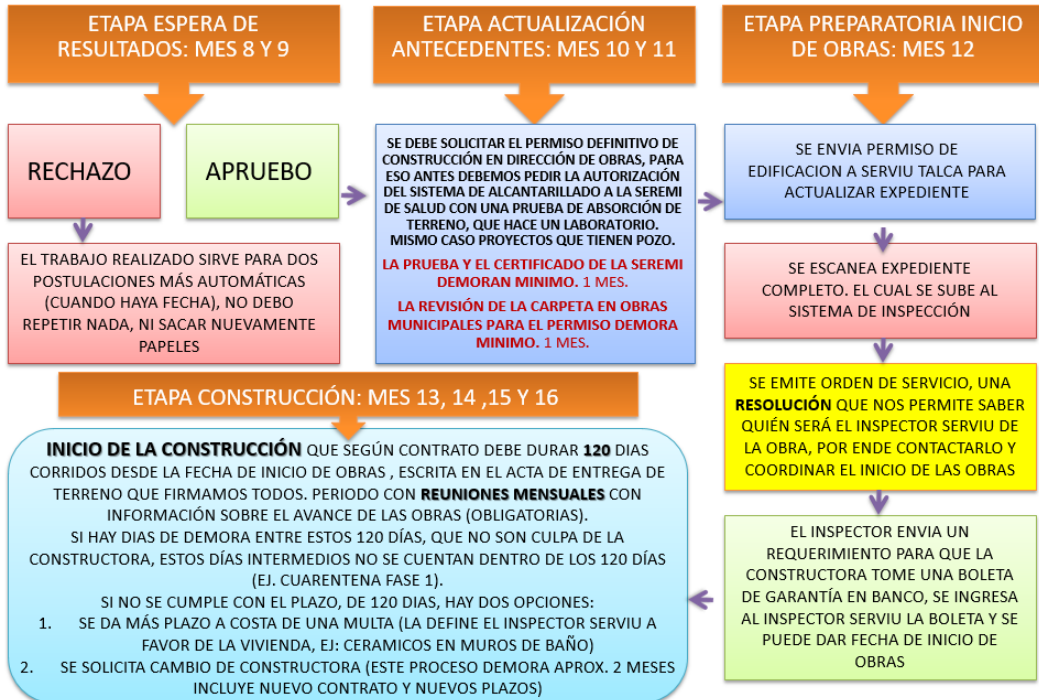 ETAPA ESPERA DE
RESULTADOS: MES 8 Y 9
RECHAZO
APRUEBO
EL TRABAJO REALIZADO SIRVE PARA DOS
POSTULACIONES MÁS AUTOMÁTICAS
(CUANDO HAYA FECHA), NO DEBO
REPETIR NADA, NI SACAR NUEVAMENTE
PAPELES
ETAPA ACTUALIZACIÓN
ANTECEDENTES: MES 10 Y 11
SE DEBE SOLICITAR EL PERMISO DEFINITIVO DE
CONSTRUCCIÓN EN DIRECCIÓN DE OBRAS, PARA
ESO ANTES DEBEMOS PEDIR LA AUTORIZACIÓN
DEL SISTEMA DE ALCANTARILLADO A LA SEREMI
DE SALUD CON UNA PRUEBA DE ABSORCIÓN DE
TERRENO, QUE HACE UN LABORATORIO.
MISMO CASO PROYECTOS QUE TIENEN POZO.
LA PRUEBA Y EL CERTIFICADO DE LA SEREMI
DEMORAN MINIMO. 1 MES.
LA REVISIÓN DE LA CARPETA EN OBRAS
MUNICIPALES PARA EL PERMISO DEMORA
MINIMO. 1 MES.
ETAPA PREPARATORIA INICIO
DE OBRAS: MES 12
SE ENVIA PERMISO DE
EDIFICACION A SERVIU TALCA PARA
ACTUALIZAR EXPEDIENTE
SE ESCANEA EXPEDIENTE
COMPLETO. EL CUAL SE SUBE AL
SISTEMA DE INSPECCIÓN
SE EMITE ORDEN DE SERVICIO, UNA
RESOLUCIÓN QUE NOS PERMITE SABER
QUIÉN SERÁ EL INSPECTOR SERVIU DE
LA OBRA, POR ENDE CONTACTARLO Y
COORDINAR EL INICIO DE LAS OBRAS
EL INSPECTOR ENVIA UN
REQUERIMIENTO PARA QUE LA
CONSTRUCTORA TOME UNA BOLETA
DE GARANTÍA EN BANCO, SE INGRESA
AL INSPECTOR SERVIU LA BOLETA Y SE
PUEDE DAR FECHA DE INICIO DE
OBRAS
ETAPA CONSTRUCCIÓN: MES 13, 14 ,15 Y 16
INICIO DE LA CONSTRUCCIÓN QUE SEGÚN CONTRATO DEBE DURAR 120 DIAS
CORRIDOS DESDE LA FECHA DE INICIO DE OBRAS , ESCRITA EN EL ACTA DE ENTREGA DE
TERRENO QUE FIRMAMOS TODOS. PERIODO CON REUNIONES MENSUALES CON
INFORMACIÓN SOBRE EL AVANCE DE LAS OBRAS (OBLIGATORIAS).
SI HAY DIAS DE DEMORA ENTRE ESTOS 120 DÍAS, QUE NO SON CULPA DE LA
CONSTRUCTORA, ESTOS DÍAS INTERMEDIOS NO SE CUENTAN DENTRO DE LOS 120 DÍAS
(EJ. CUARENTENA FASE 1).
SI NO SE CUMPLE CON EL PLAZO, DE 120 DIAS, HAY DOS OPCIONES:
1. SE DA MÁS PLAZO A COSTA DE UNA MULTA (LA DEFINE EL INSPECTOR SERVIU A
FAVOR DE LA VIVIENDA, EJ: CERAMICOS EN MUROS DE BAÑO)
2. SE SOLICITA CAMBIO DE CONSTRUCTORA (ESTE PROCESO DEMORA APROX. 2 MESES
INCLUYE NUEVO CONTRATO Y NUEVOS PLAZOS)